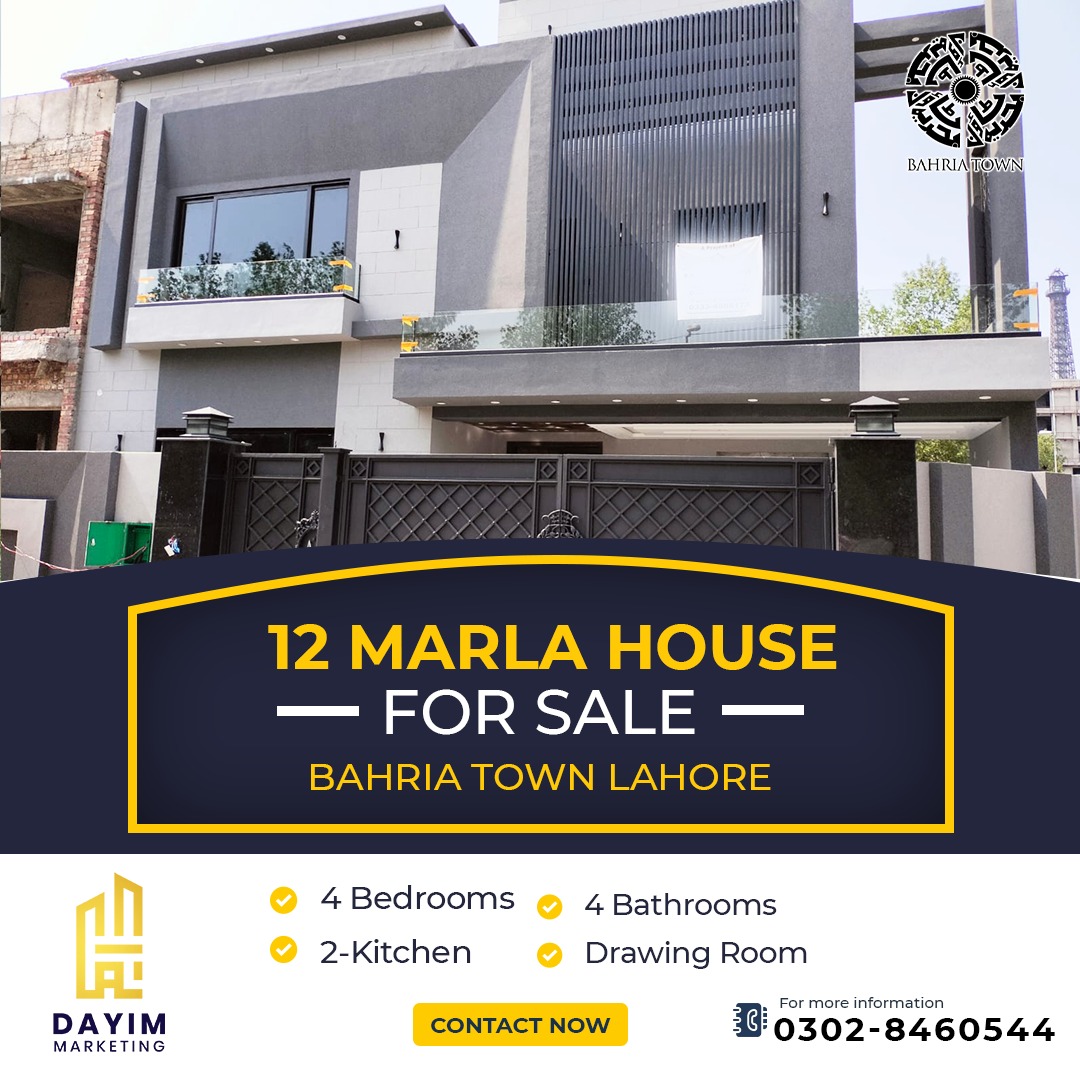 BAHRIA TOWN
12 MARLA HOUSE
FOR SALE
BAHRIA TOWN LAHORE
4 Bedrooms
4 Bathrooms
2-Kitchen
Drawing Room
DAYIM
MARKETING
CONTACT NOW
For more information
0302-8460544